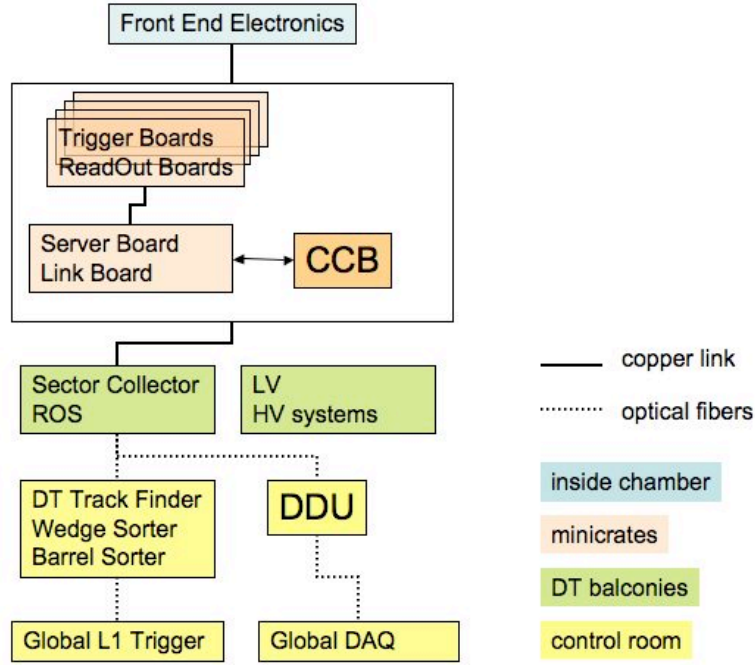 Front End Electronics
Trigger Boards
ReadOut Boards
Server Board
Link Board
CCB
Sector Collector
ROS
LV
HV systems
copper link
optical fibers
DT Track Finder
Wedge Sorter
Barrel Sorter
DDU
Global L1 Trigger
Global DAQ
inside chamber
minicrates
DT balconies
control room